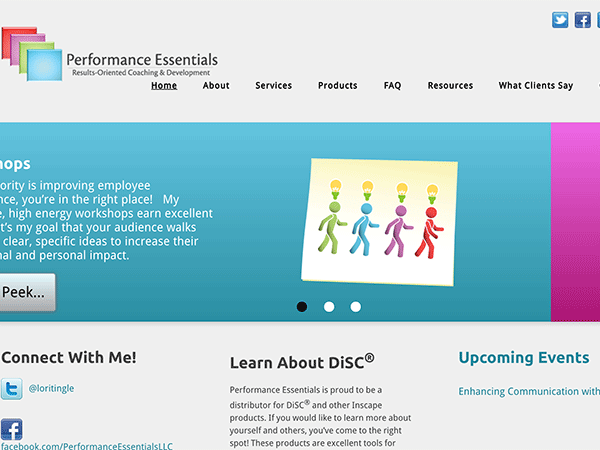 Performance Essentials
Results-Oriented Coaching & Development
Home About Services Products FAQ Resources What Clients Say
hops
ority is improving employee
nce, you're in the right place! My
e, high energy workshops earn excellent
t's my goal that your audience walks
clear, specific ideas to increase their
nal and personal impact.
Peek...
Connect With Me!
@loritingle
facebook.com/PerformanceEssentialsLLC
Learn About DiSC®
Performance Essentials is proud to be a
distributor for DiSC® and other Inscape
products. If you would like to learn more about
yourself and others, you've come to the right
spot! These products are excellent tools for
Upcoming Events
Enhancing Communication with